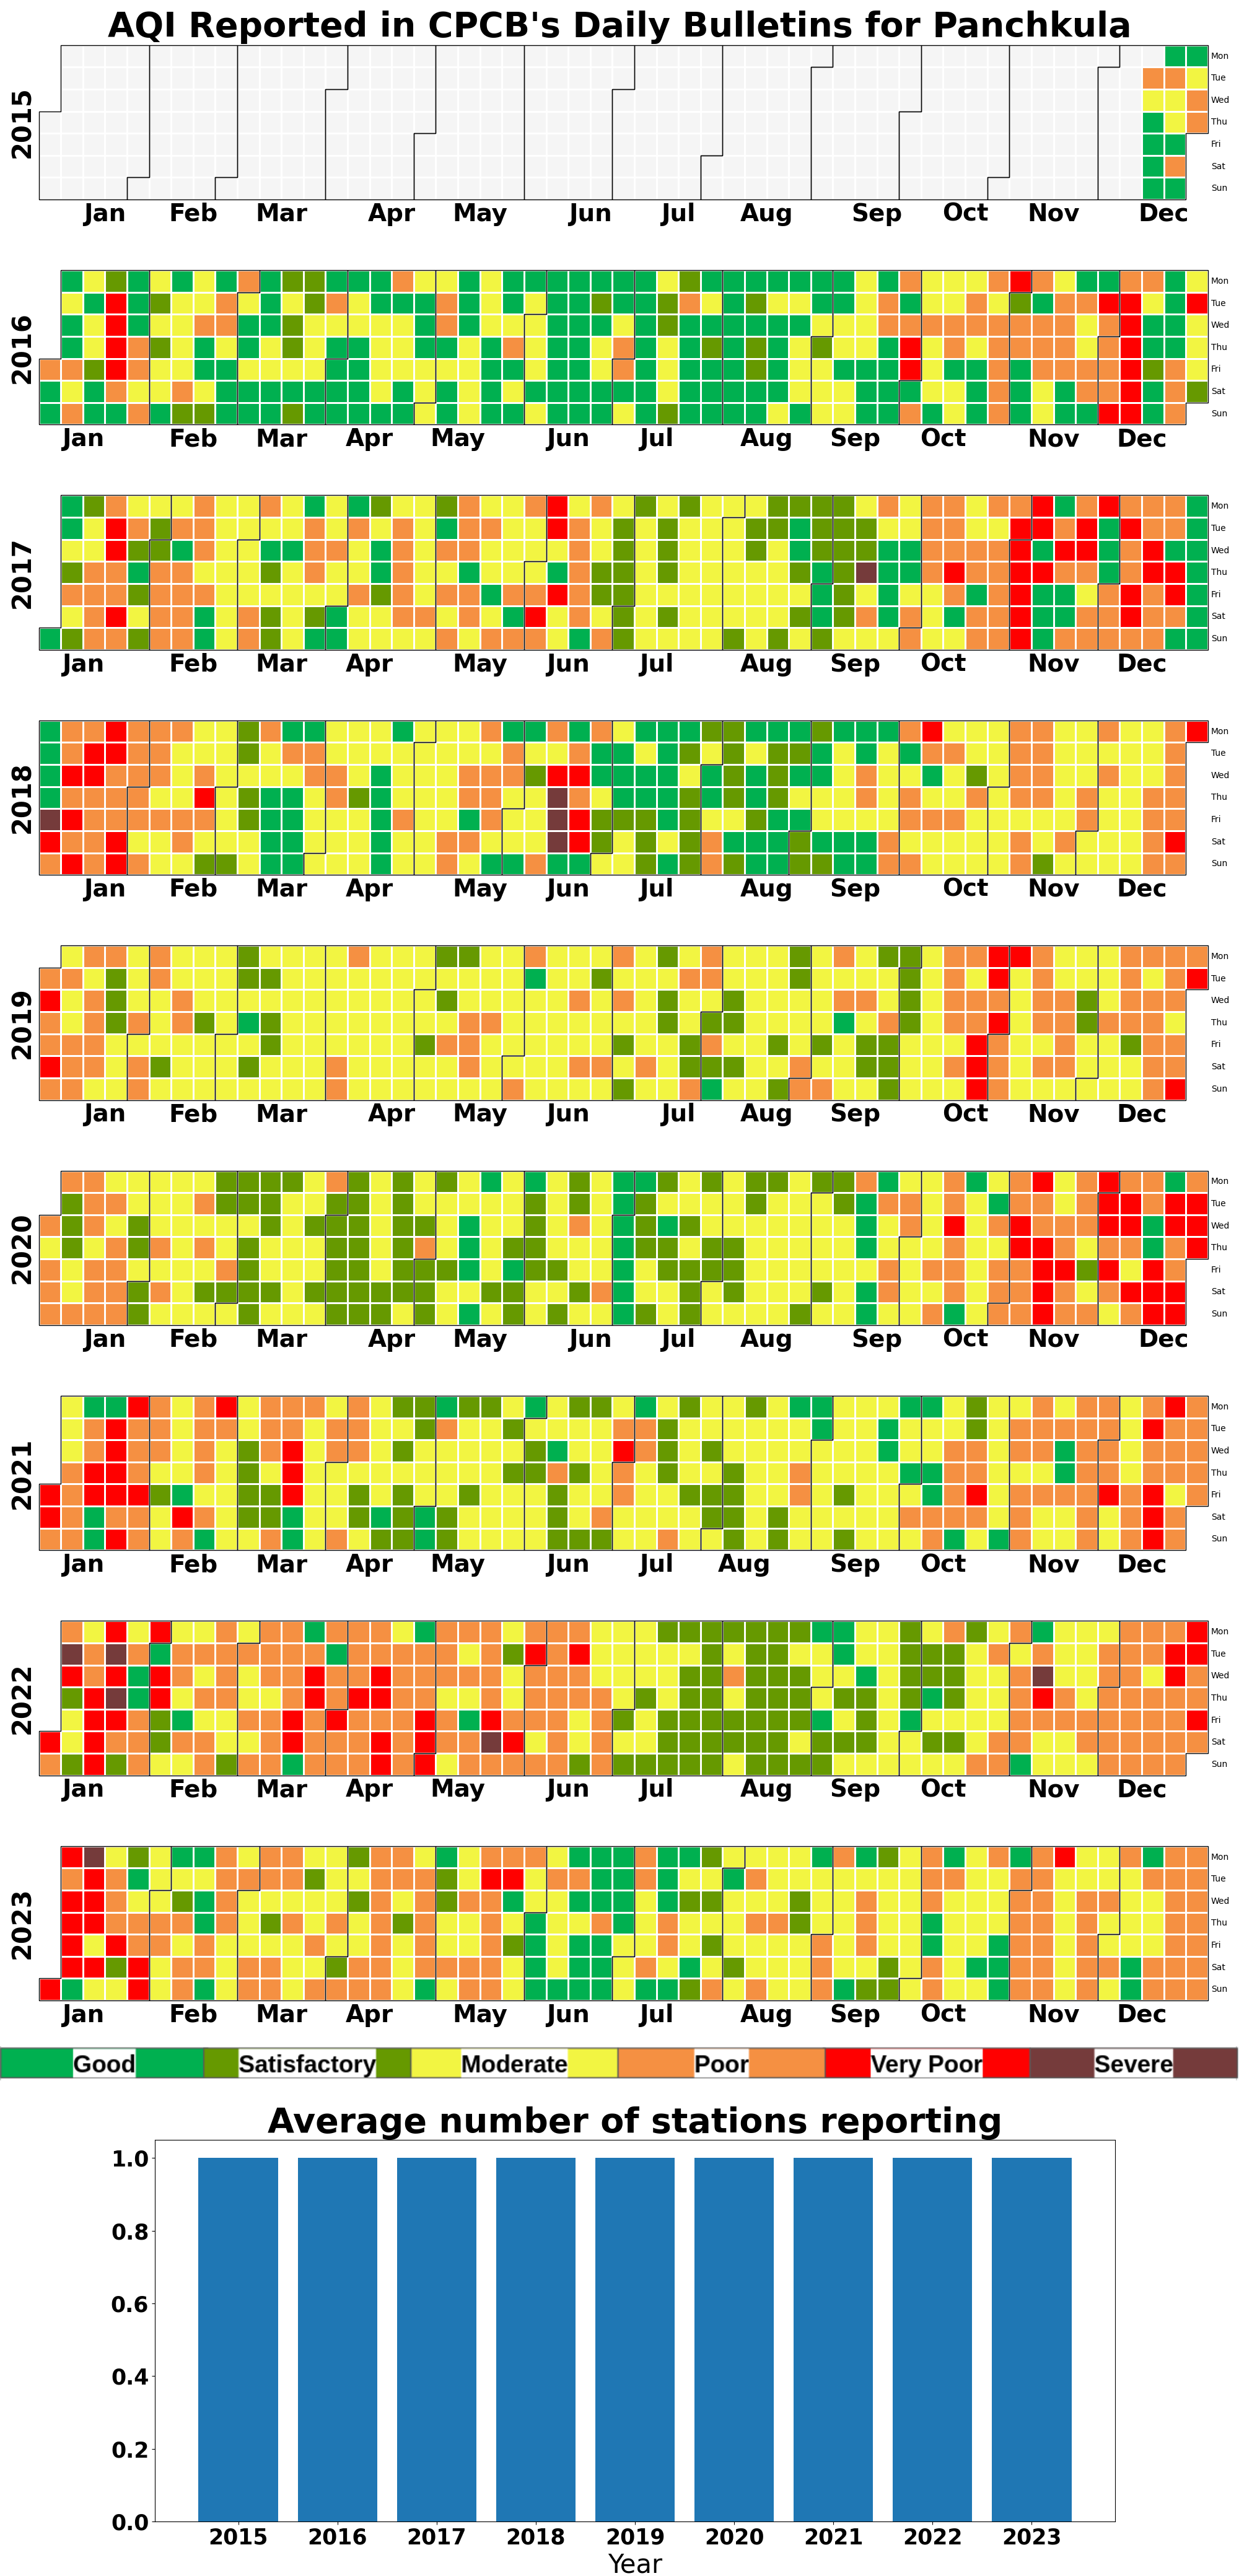 AQI Reported in CPCB's Daily Bulletins for Panchkula
2015
Mon
Tue
Wed
Thu
Fri
Sat
Sun
Jan Feb Mar Apr May Jun Jul Aug Sep Oct Nov Dec
2016
Mon
Tue
Wed
Thu
Fri
Sat
Sun
Jan Feb Mar Apr May Jun Jul Aug Sep Oct Nov Dec
2017
Mon
Tue
Wed
Thu
Fri
Sat
Sun
Jan Feb Mar Apr May Jun Jul Aug Sep Oct Nov Dec
2018
Mon
Tue
Wed
Thu
Fri
Sat
Sun
Jan Feb Mar Apr May Jun Jul Aug Sep Oct Nov Dec
2019
Mon
Tue
Wed
Thu
Fri
Sat
Sun
Jan Feb Mar Apr May Jun Jul Aug Sep Oct Nov Dec
2020
Mon
Tue
Wed
Thu
Fri
Sat
Sun
Jan Feb Mar Apr May Jun Jul Aug Sep Oct Nov Dec
2021
Mon
Tue
Wed
Thu
Fri
Sat
Sun
Jan Feb Mar Apr May Jun Jul Aug Sep Oct Nov Dec
2022
Mon
Tue
Wed
Thu
Fri
Sat
Sun
Jan Feb Mar Apr May Jun Jul Aug Sep Oct Nov Dec
2023
Mon
Tue
Wed
Thu
Fri
Sat
Sun
Jan Feb Mar Apr May Jun Jul Aug Sep Oct Nov Dec
Good Satisfactory Moderate Poor Very Poor Severe
Average number of stations reporting
1.0
0.8
0.6
0.4
0.2
0.0
2015 2016 2017 2018 2019 2020 2021 2022 2023
Year